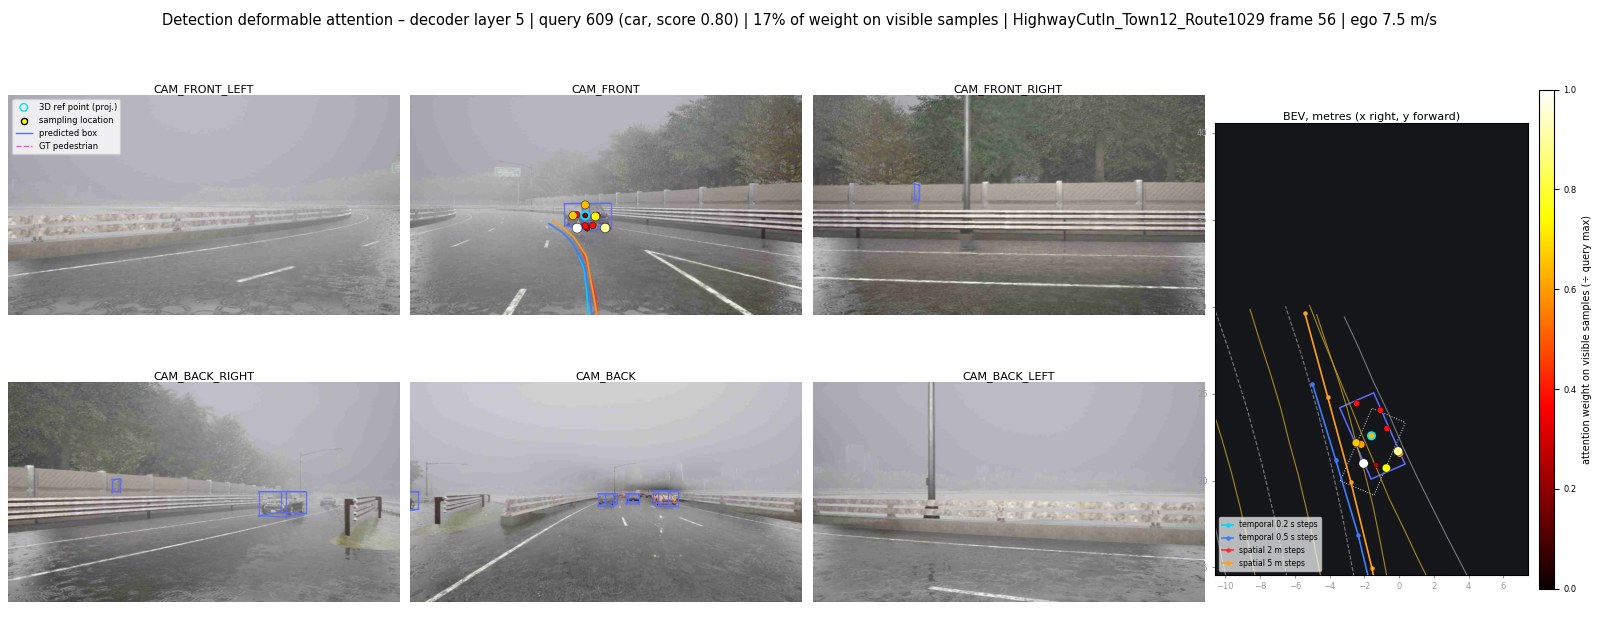 Detection deformable attention – decoder layer 5 | query 609 (car, score 0.80) | 17% of weight on visible samples | HighwayCutIn_Town12_Route1029 frame 56 | ego 7.5 m/s
CAM_FRONT_LEFT
CAM_FRONT
CAM_FRONT_RIGHT
3D ref point (proj.)
sampling location
predicted box
GT pedestrian
BEV, metres (x right, y forward)
temporal 0.2 s steps
temporal 0.5 s steps
spatial 2 m steps
spatial 5 m steps
−10
−8
−6
−4
−2
0
2
4
6
1.0
0.8
0.6
0.4
0.2
0.0
attention weight on visible samples (÷ query max)
CAM_BACK_RIGHT
CAM_BACK
CAM_BACK_LEFT